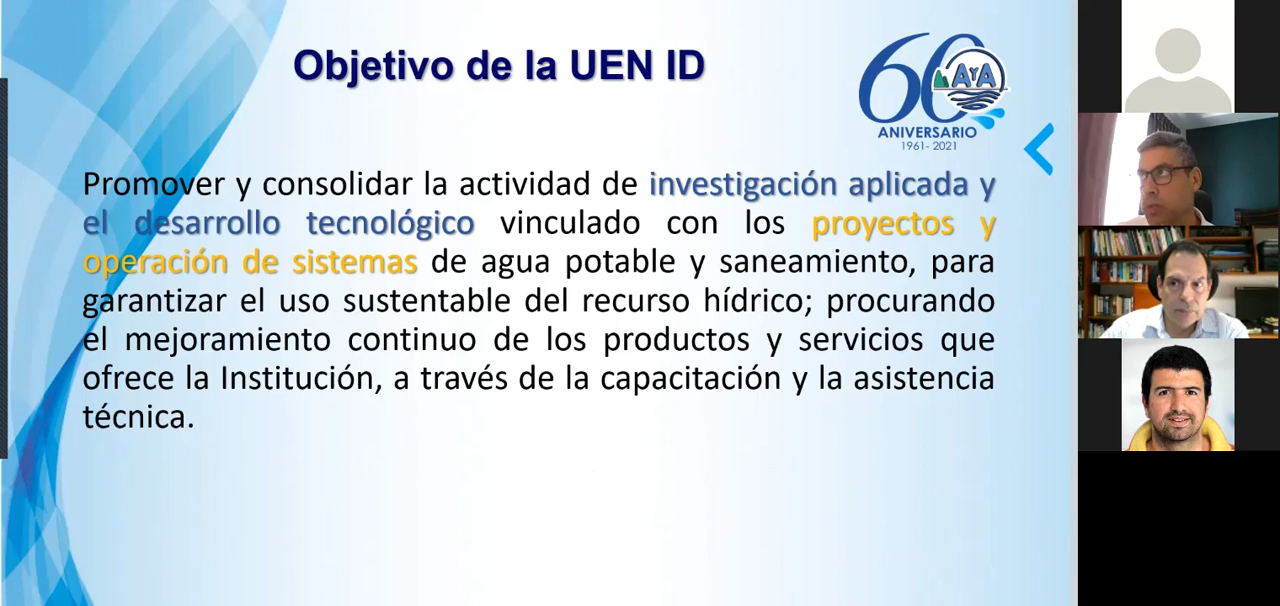 Objetivo de la UEN ID
60
AyA
ANIVERSARIO
1961- 2021
Promover y consolidar la actividad de investigación aplicada y
el desarrollo tecnológico vinculado con los proyectos y
operación de sistemas de agua potable y saneamiento, para
garantizar el uso sustentable del recurso hídrico; procurando
el mejoramiento continuo de los productos y servicios que
ofrece la Institución, a través de la capacitación y la asistencia
técnica.